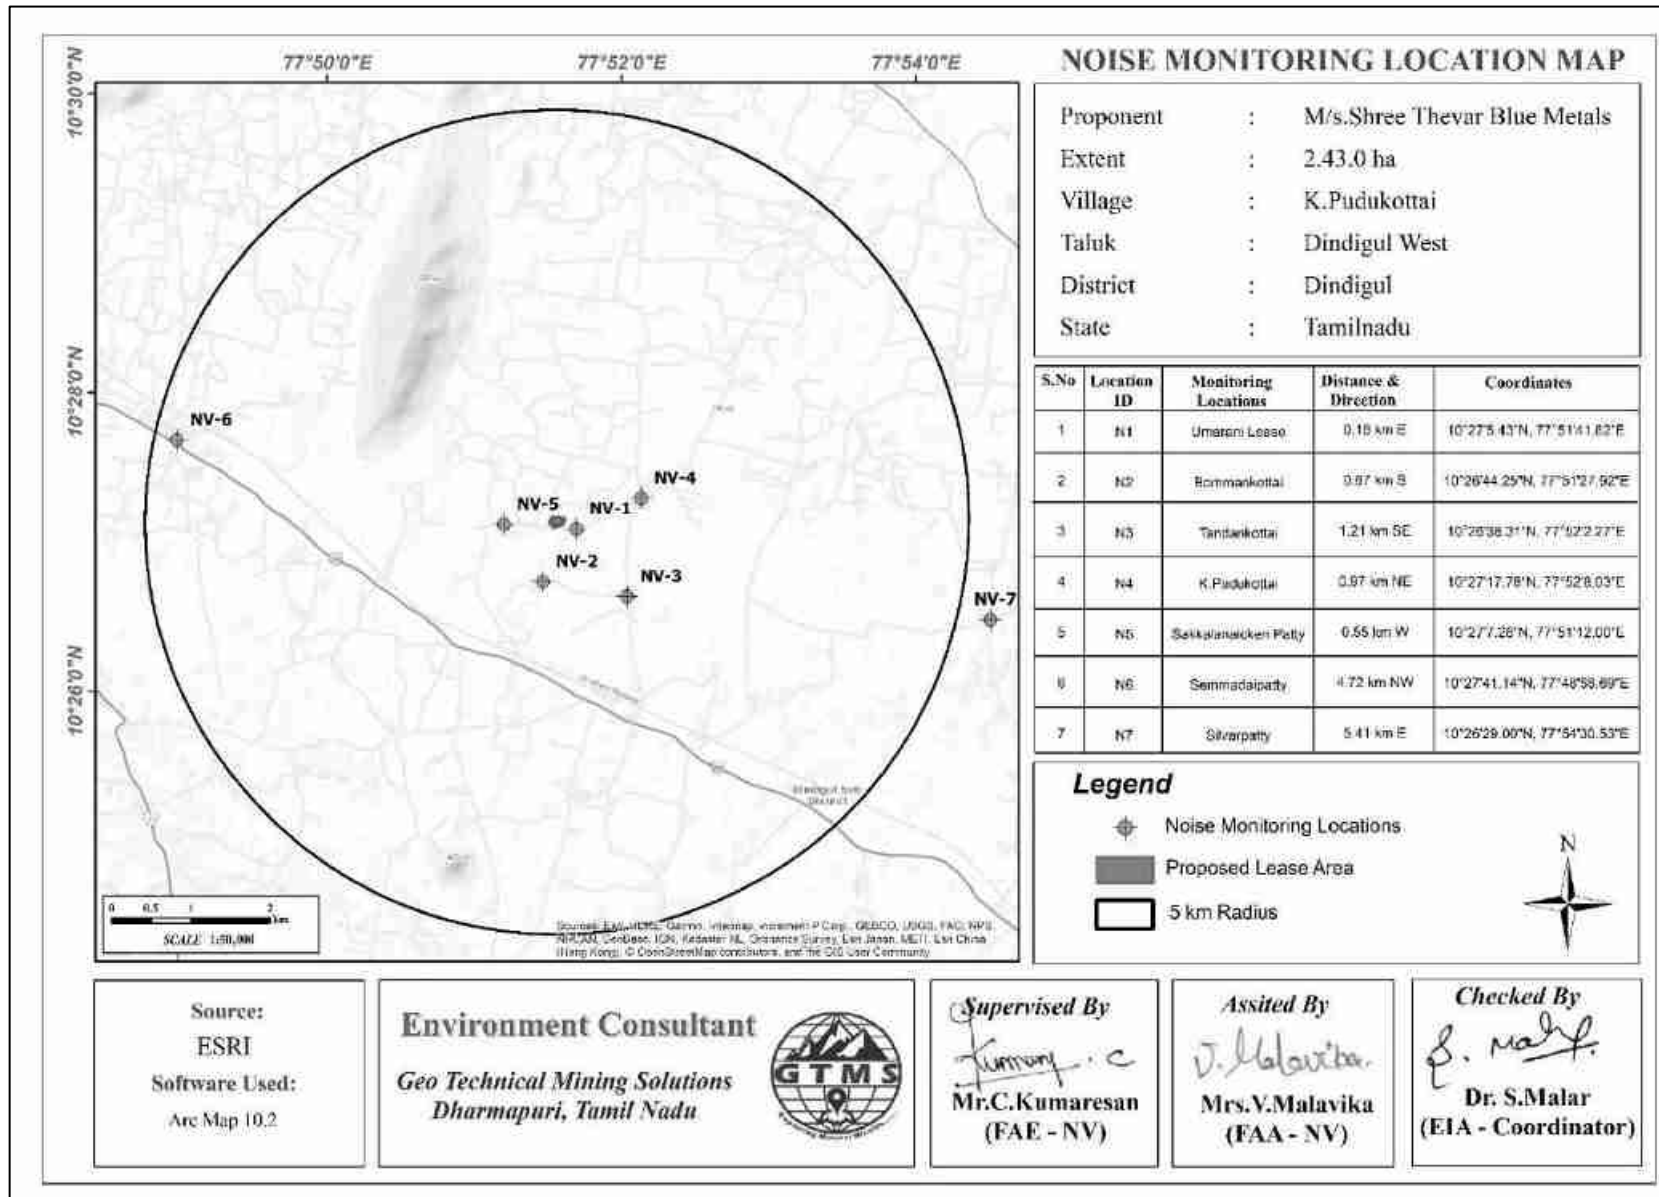 77°50'0"E 77°52'0"E 77°54'0"E
10°30'0"N
10°28'0"N
10°26'0"N
NV-6
NV-4
NV-5
NV-1
NV-2
NV-3
NV-7
0 0.5 1 2
km
SCALE 1:50,000
NOISE MONITORING LOCATION MAP
Proponent : M/s.Shree Thevar Blue Metals
Extent : 2.43.0 ha
Village : K.Pudukottai
Taluk : Dindigul West
District : Dindigul
State : Tamilnadu
S.No Location ID Monitoring Locations Distance & Direction Coordinates
1 N1 Umarani Lease 0.18 km E 10°27'5.43"N, 77°51'41.82"E
2 N2 Bommankottai 0.87 km S 10°26'44.25"N, 77°51'27.92"E
3 N3 Tandankottai 1.21 km SE 10°26'38.31"N, 77°52'2.27"E
4 N4 K.Pudukottai 0.97 km NE 10°27'17.78"N, 77°52'8.03"E
5 N5 Sakkalanaicken Patty 0.55 km W 10°27'7.28"N, 77°51'12.00"E
6 N6 Semmadaipatty 4.72 km NW 10°27'41.14"N, 77°48'58.69"E
7 N7 Silvarpatty 5.41 km E 10°26'29.00"N, 77°54'30.53"E
Legend
Noise Monitoring Locations
Proposed Lease Area
5 km Radius
N
Source:
ESRI
Software Used:
Arc Map 10.2
Environment Consultant
Geo Technical Mining Solutions
Dharmapuri, Tamil Nadu
GTMS
Supervised By
Kumaresan . C
Mr.C.Kumaresan
(FAE - NV)
Assited By
V. Malavika.
Mrs.V.Malavika
(FAA - NV)
Checked By
Dr. S.Malar
(EIA - Coordinator)